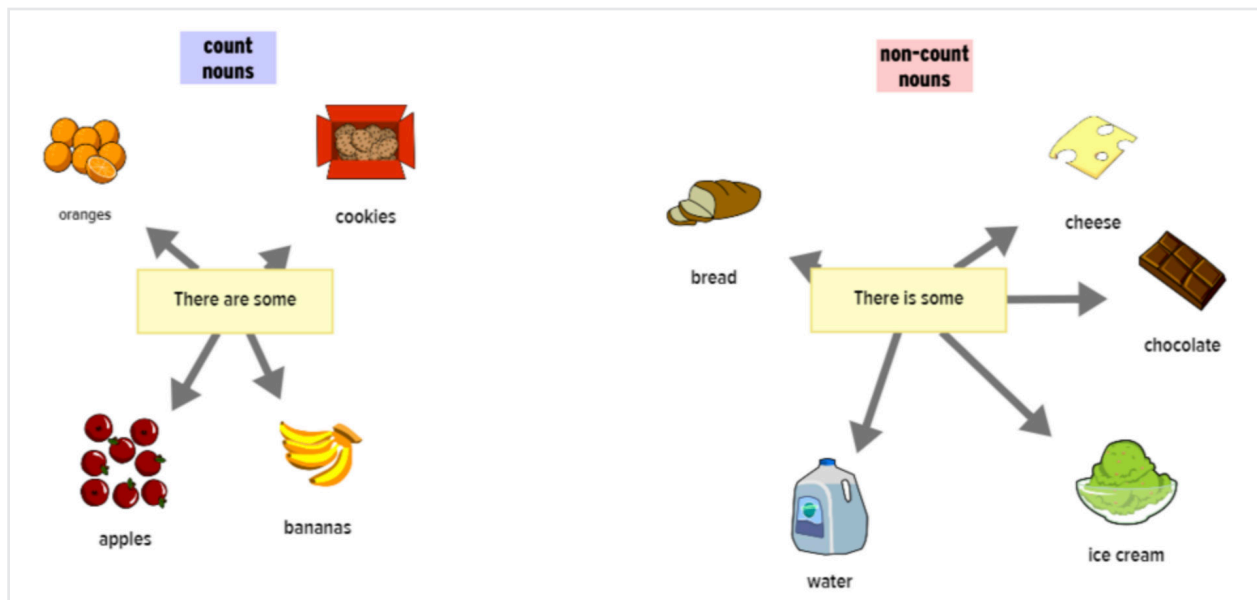 count
nouns
oranges
cookies
There are some
apples
bananas
non-count
nouns
cheese
bread
There is some
chocolate
water
ice cream